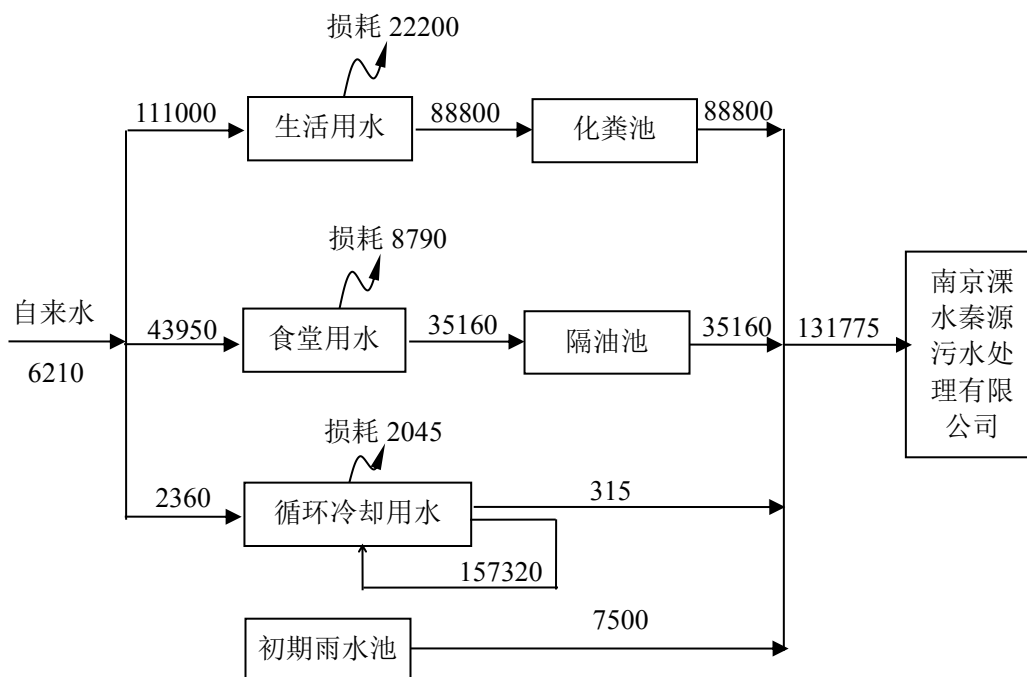 损耗 22200
111000
生活用水
88800
化粪池
88800
损耗 8790
自来水
6210
43950
食堂用水
35160
隔油池
35160
131775
南京溧
水秦源
污水处
理有限
公司
损耗 2045
2360
循环冷却用水
315
157320
初期雨水池
7500